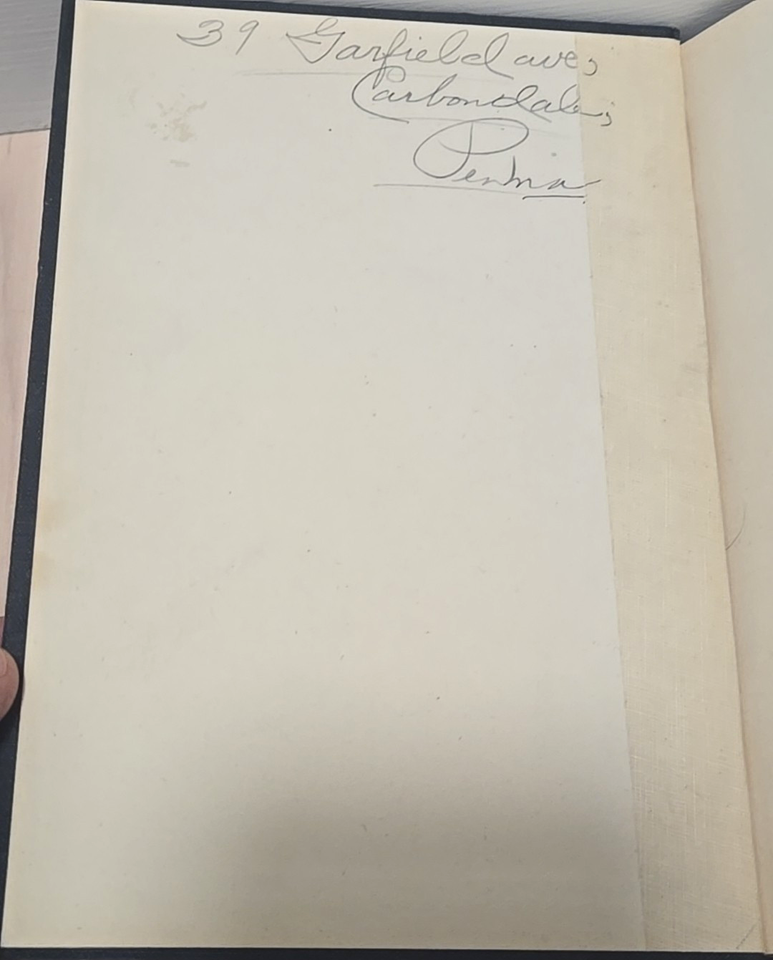 39 Garfield ave,
Carbondale,
Penna